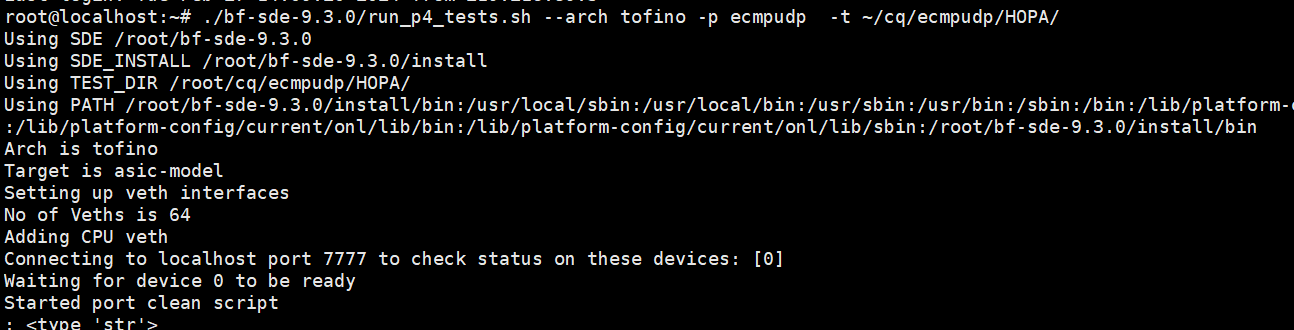 root@localhost:~# ./bf-sde-9.3.0/run_p4_tests.sh --arch tofino -p ecmpudp  -t ~/cq/ecmpudp/HOPA/
Using SDE /root/bf-sde-9.3.0
Using SDE_INSTALL /root/bf-sde-9.3.0/install
Using TEST_DIR /root/cq/ecmpudp/HOPA/
Using PATH /root/bf-sde-9.3.0/install/bin:/usr/local/sbin:/usr/local/bin:/usr/sbin:/usr/bin:/sbin:/bin:/lib/platform-
:/lib/platform-config/current/onl/lib/bin:/lib/platform-config/current/onl/lib/sbin:/root/bf-sde-9.3.0/install/bin
Arch is tofino
Target is asic-model
Setting up veth interfaces
No of Veths is 64
Adding CPU veth
Connecting to localhost port 7777 to check status on these devices: [0]
Waiting for device 0 to be ready
Started port clean script
: <type 'str'>